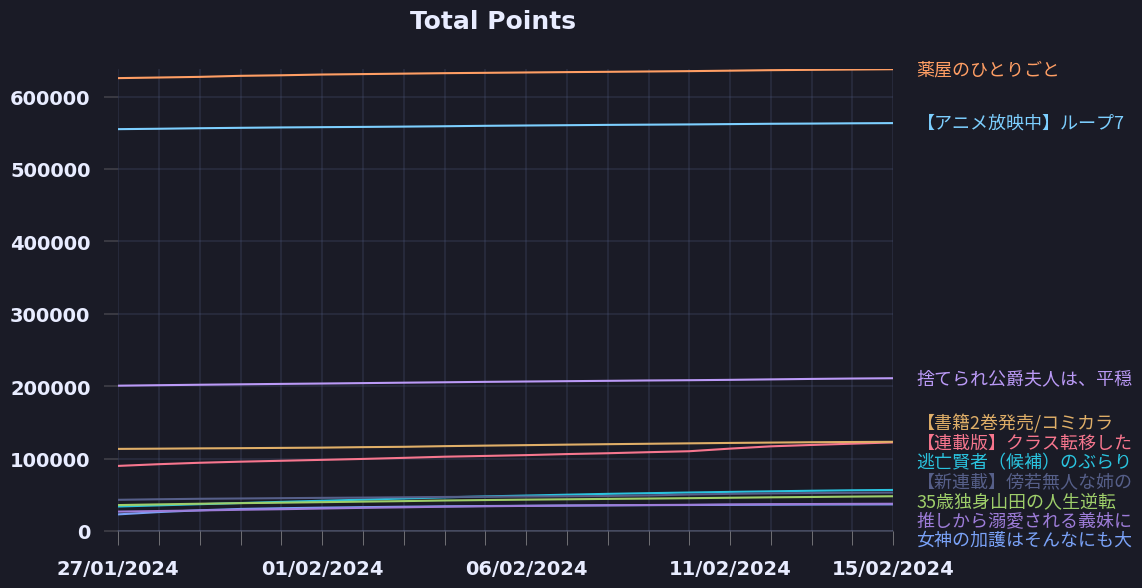 Total Points
600000
500000
400000
300000
200000
100000
0
27/01/2024
01/02/2024
06/02/2024
11/02/2024
15/02/2024
薬屋のひとりごと
【アニメ放映中】ループ7
捨てられ公爵夫人は、平穏
【書籍2巻発売/コミカラ
【連載版】クラス転移した
逃亡賢者（候補）のぶらり
【新連載】傍若無人な姉の
35歳独身山田の人生逆転
推しから溺愛される義妹に
女神の加護はそんなにも大